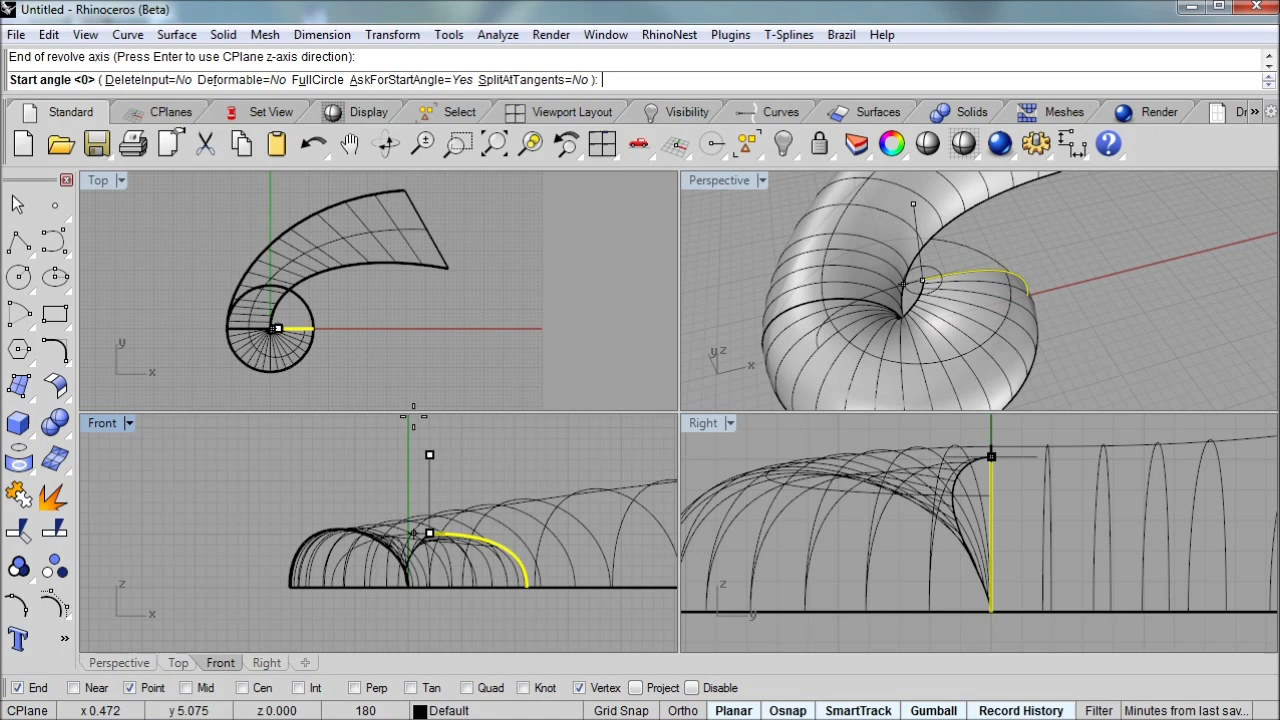 Untitled - Rhinoceros (Beta)
File Edit View Curve Surface Solid Mesh Dimension Transform Tools Analyze Render Window RhinoNest Plugins T-Splines Brazil Help
End of revolve axis (Press Enter to use CPlane z-axis direction):
Start angle <0> ( DeleteInput=No Deformable=No FullCircle AskForStartAngle=Yes SplitAtTangents=No ):
Standard CPlanes Set View Display Select Viewport Layout Visibility Curves Surfaces Solids Meshes Render Dr
Top
Perspective
y
x
y z
x
Front
Right
z
x
z
y
Perspective Top Front Right
End Near Point Mid Cen Int Perp Tan Quad Knot Vertex Project Disable
CPlane x 0.472 y 5.075 z 0.000 180 Default Grid Snap Ortho Planar Osnap SmartTrack Gumball Record History Filter Minutes from last sav...